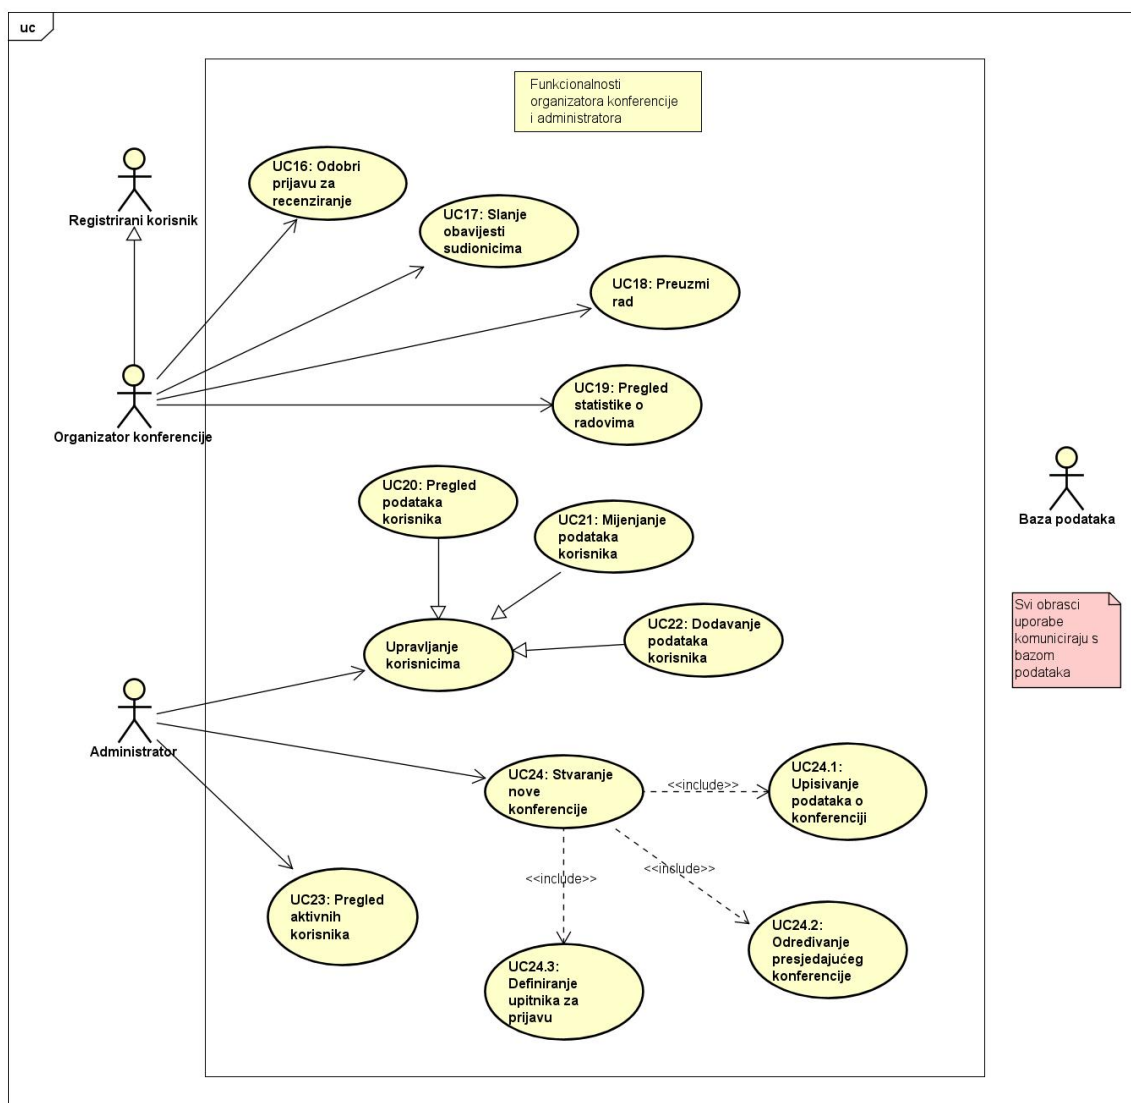 uc
Funkcionalnosti
organizatora konferencije
i administratora
UC16: Odobri
prijavu za
recenziranje
Registrirani korisnik
UC17: Slanje
obavijesti
sudionicima
UC18: Preuzmi
rad
UC19: Pregled
statistike o
radovima
Organizator konferencije
UC20: Pregled
podataka
korisnika
UC21: Mijenjanje
podataka
korisnika
Baza podataka
UC22: Dodavanje
podataka
korisnika
Svi obrasci
uporabe
komuniciraju s
bazom
podataka
Upravljanje
korisnicima
Administrator
UC24: Stvaranje
nove
konferencije
<<include>>
UC24.1:
Upisivanje
podataka o
konferenciji
<<include>>
<<include>>
UC23: Pregled
aktivnih
korisnika
UC24.2:
Određivanje
presjedajućeg
konferencije
UC24.3:
Definiranje
upitnika za
prijavu